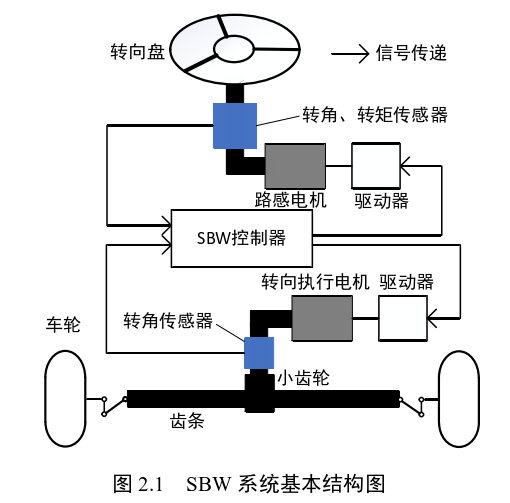 转向盘
信号传递
转角、转矩传感器
路感电机
驱动器
SBW控制器
转向执行电机
驱动器
转角传感器
车轮
小齿轮
齿条
图 2.1 SBW 系统基本结构图